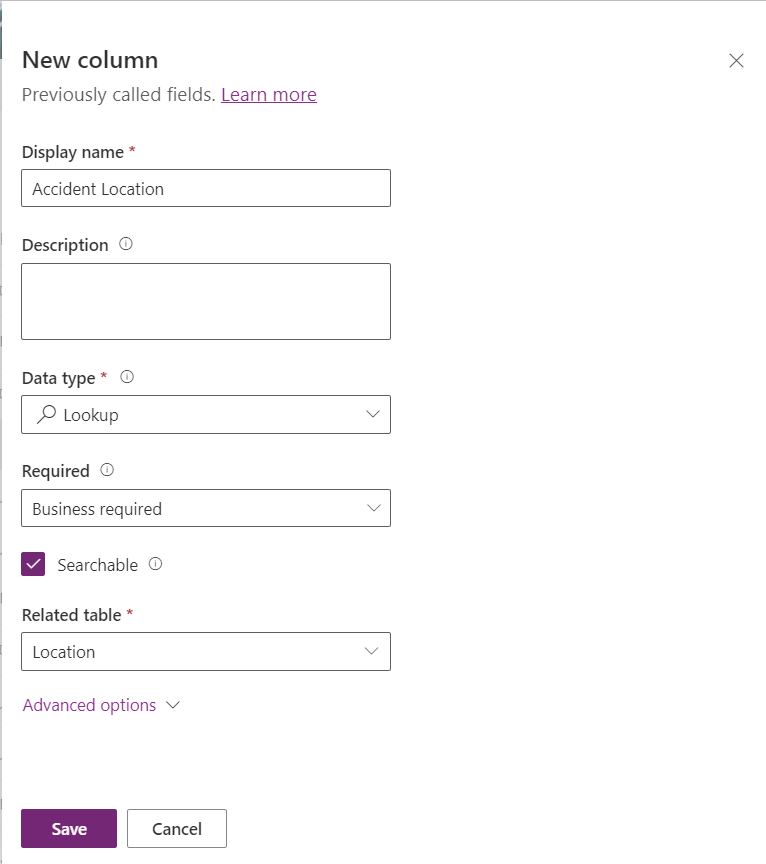 New column
Previously called fields. Learn more
Display name *
Accident Location
Description
Data type *
Lookup
Required
Business required
Searchable
Related table *
Location
Advanced options
Save Cancel